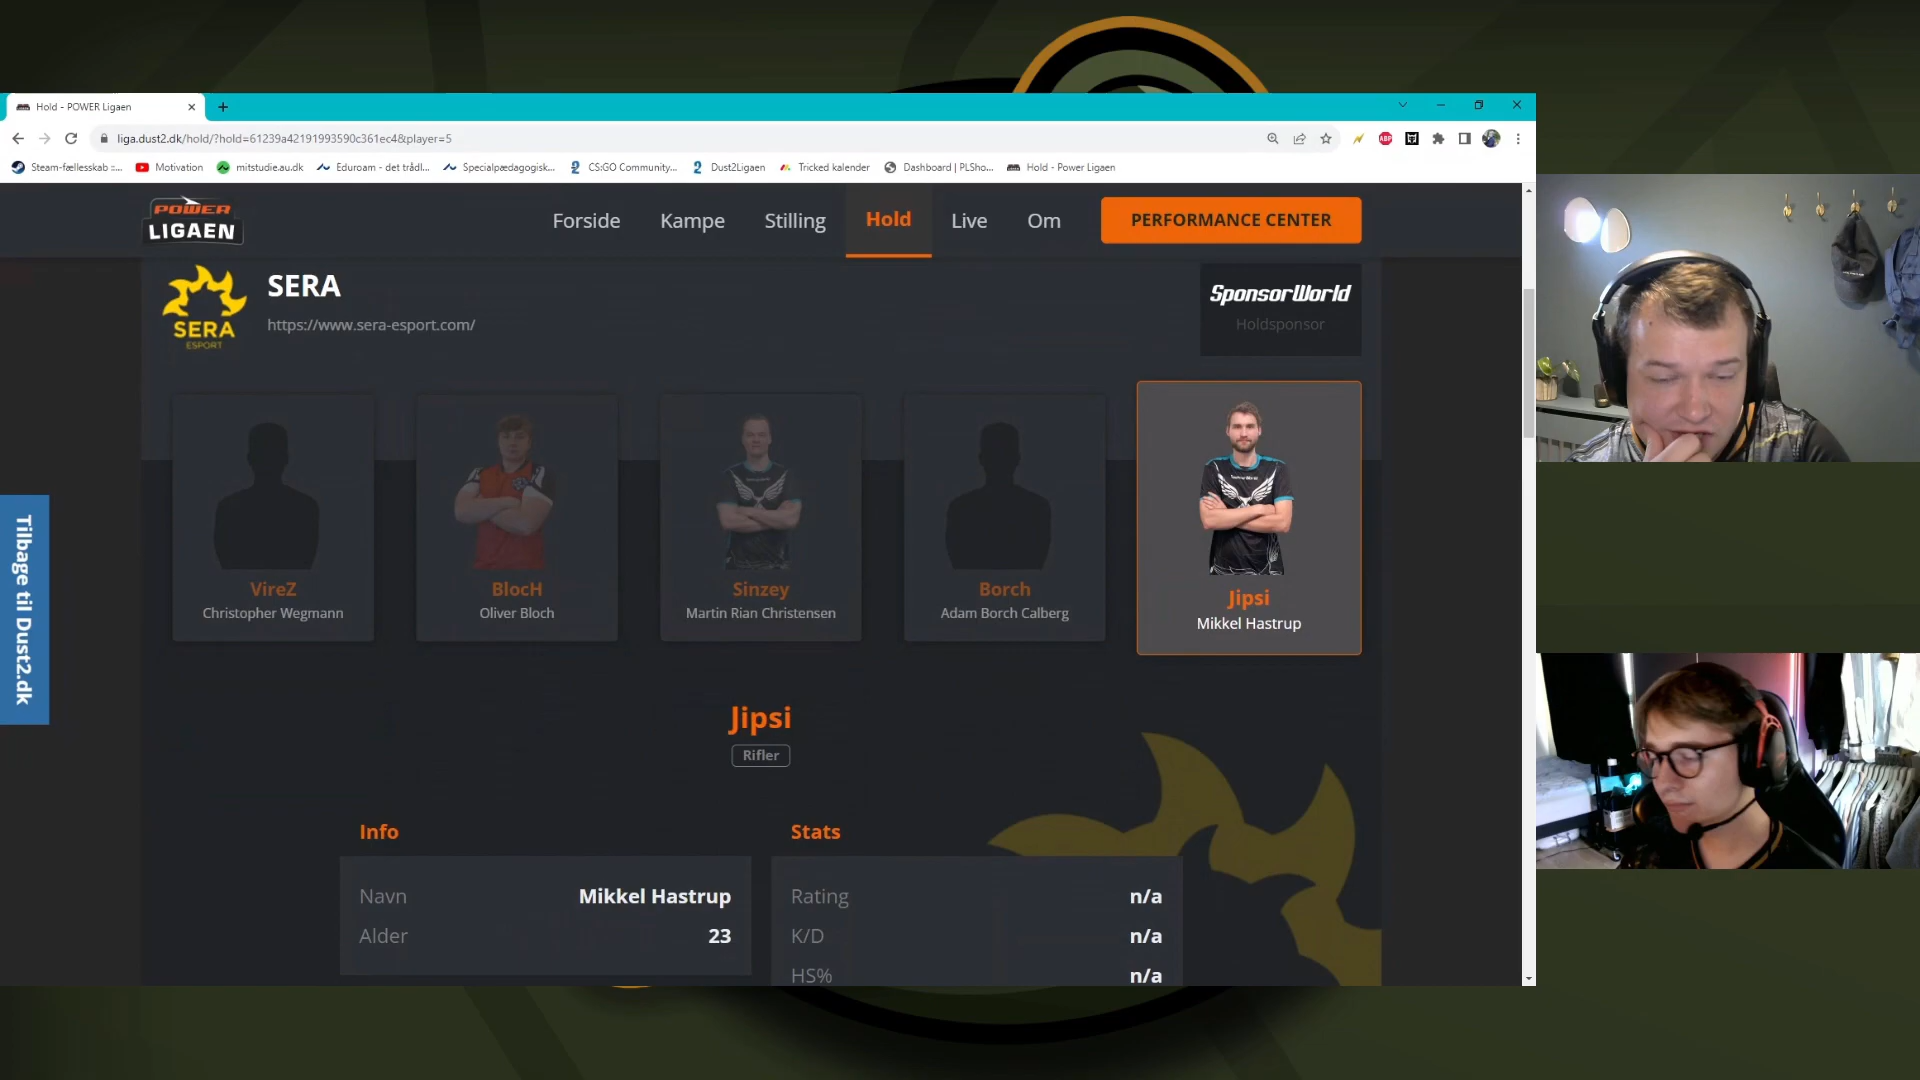 Hold - POWER Ligaen
liga.dust2.dk/hold/?hold=61239a42191993590c361ec4&player=5
Steam-fællesskab ::...
Motivation
mitstudie.au.dk
Eduroam - det trådl...
Specialpædagogisk...
CS:GO Community...
Dust2Ligaen
Tricked kalender
Dashboard | PLSho...
Hold - Power Ligaen
POWER
LIGAEN
Forside
Kampe
Stilling
Hold
Live
Om
PERFORMANCE CENTER
SERA
ESPORT
SERA
https://www.sera-esport.com/
SponsorWorld
Holdsponsor
VireZ
Christopher Wegmann
BlocH
Oliver Bloch
Sinzey
Martin Rian Christensen
Borch
Adam Borch Calberg
Jipsi
Mikkel Hastrup
Tilbage til Dust2.dk
Jipsi
Rifler
Info
Navn Mikkel Hastrup
Alder 23
Stats
Rating n/a
K/D n/a
HS% n/a